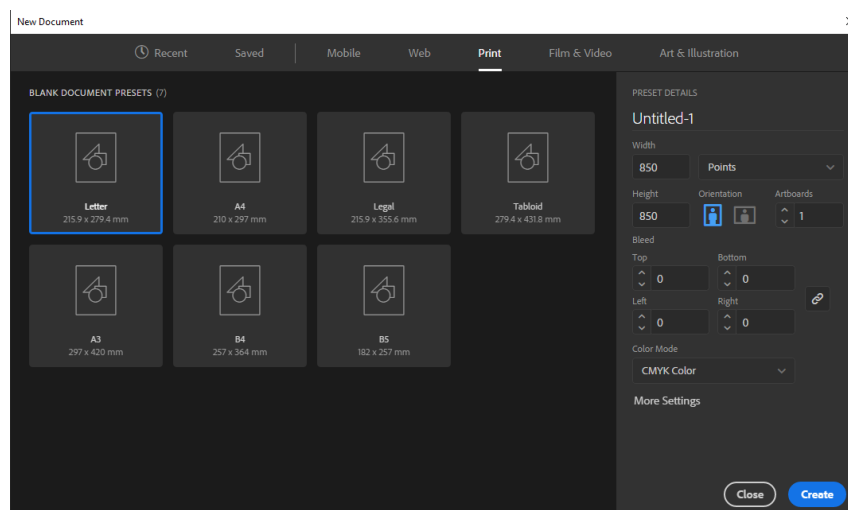 New Document
Recent Saved Mobile Web Print Film & Video Art & Illustration
BLANK DOCUMENT PRESETS (7)
Letter
215.9 x 279.4 mm
A4
210 x 297 mm
Legal
215.9 x 355.6 mm
Tabloid
279.4 x 431.8 mm
A3
297 x 420 mm
B4
257 x 364 mm
B5
182 x 257 mm
PRESET DETAILS
Untitled-1
Width
850 Points
Height Orientation Artboards
850 1
Bleed
Top Bottom
0 0
Left Right
0 0
Color Mode
CMYK Color
More Settings
Close Create